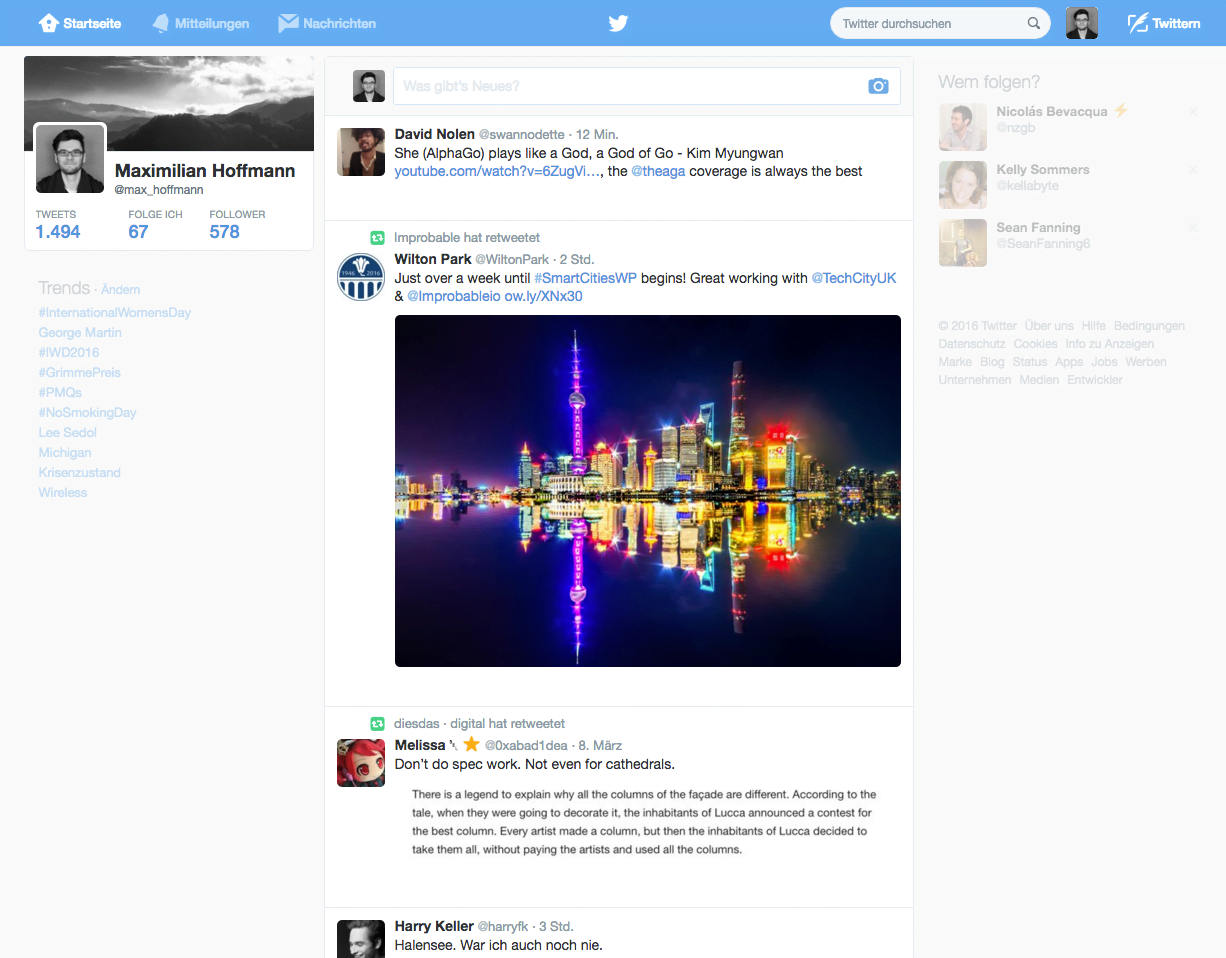 Startseite
Mitteilungen
Nachrichten
Twitter durchsuchen
Twittern
Maximilian Hoffmann
@max_hoffmann
TWEETS FOLGE ICH FOLLOWER
1.494 67 578
Trends · Ändern
#InternationalWomensDay
George Martin
#IWD2016
#GrimmePreis
#PMQs
#NoSmokingDay
Lee Sedol
Michigan
Krisenzustand
Wireless
Was gibt's Neues?
David Nolen @swannodette · 12 Min.
She (AlphaGo) plays like a God, a God of Go - Kim Myungwan
youtube.com/watch?v=6ZugVi…, the @theaga coverage is always the best
Improbable hat retweetet
Wilton Park @WiltonPark · 2 Std.
1946 2016
Just over a week until #SmartCitiesWP begins! Great working with @TechCityUK
& @Improbableio ow.ly/XNx30
diesdas · digital hat retweetet
Melissa ⭐ @0xabad1dea · 8. März
Don’t do spec work. Not even for cathedrals.
There is a legend to explain why all the columns of the façade are different. According to the
tale, when they were going to decorate it, the inhabitants of Lucca announced a contest for
the best column. Every artist made a column, but then the inhabitants of Lucca decided to
take them all, without paying the artists and used all the columns.
Harry Keller @harryfk · 3 Std.
Halensee. War ich auch noch nie.
Wem folgen?
Nicolás Bevacqua ⚡
@nzgb
Kelly Sommers
@kellabyte
Sean Fanning
@SeanFanning6
© 2016 Twitter Über uns Hilfe Bedingungen
Datenschutz Cookies Info zu Anzeigen
Marke Blog Status Apps Jobs Werben
Unternehmen Medien Entwickler